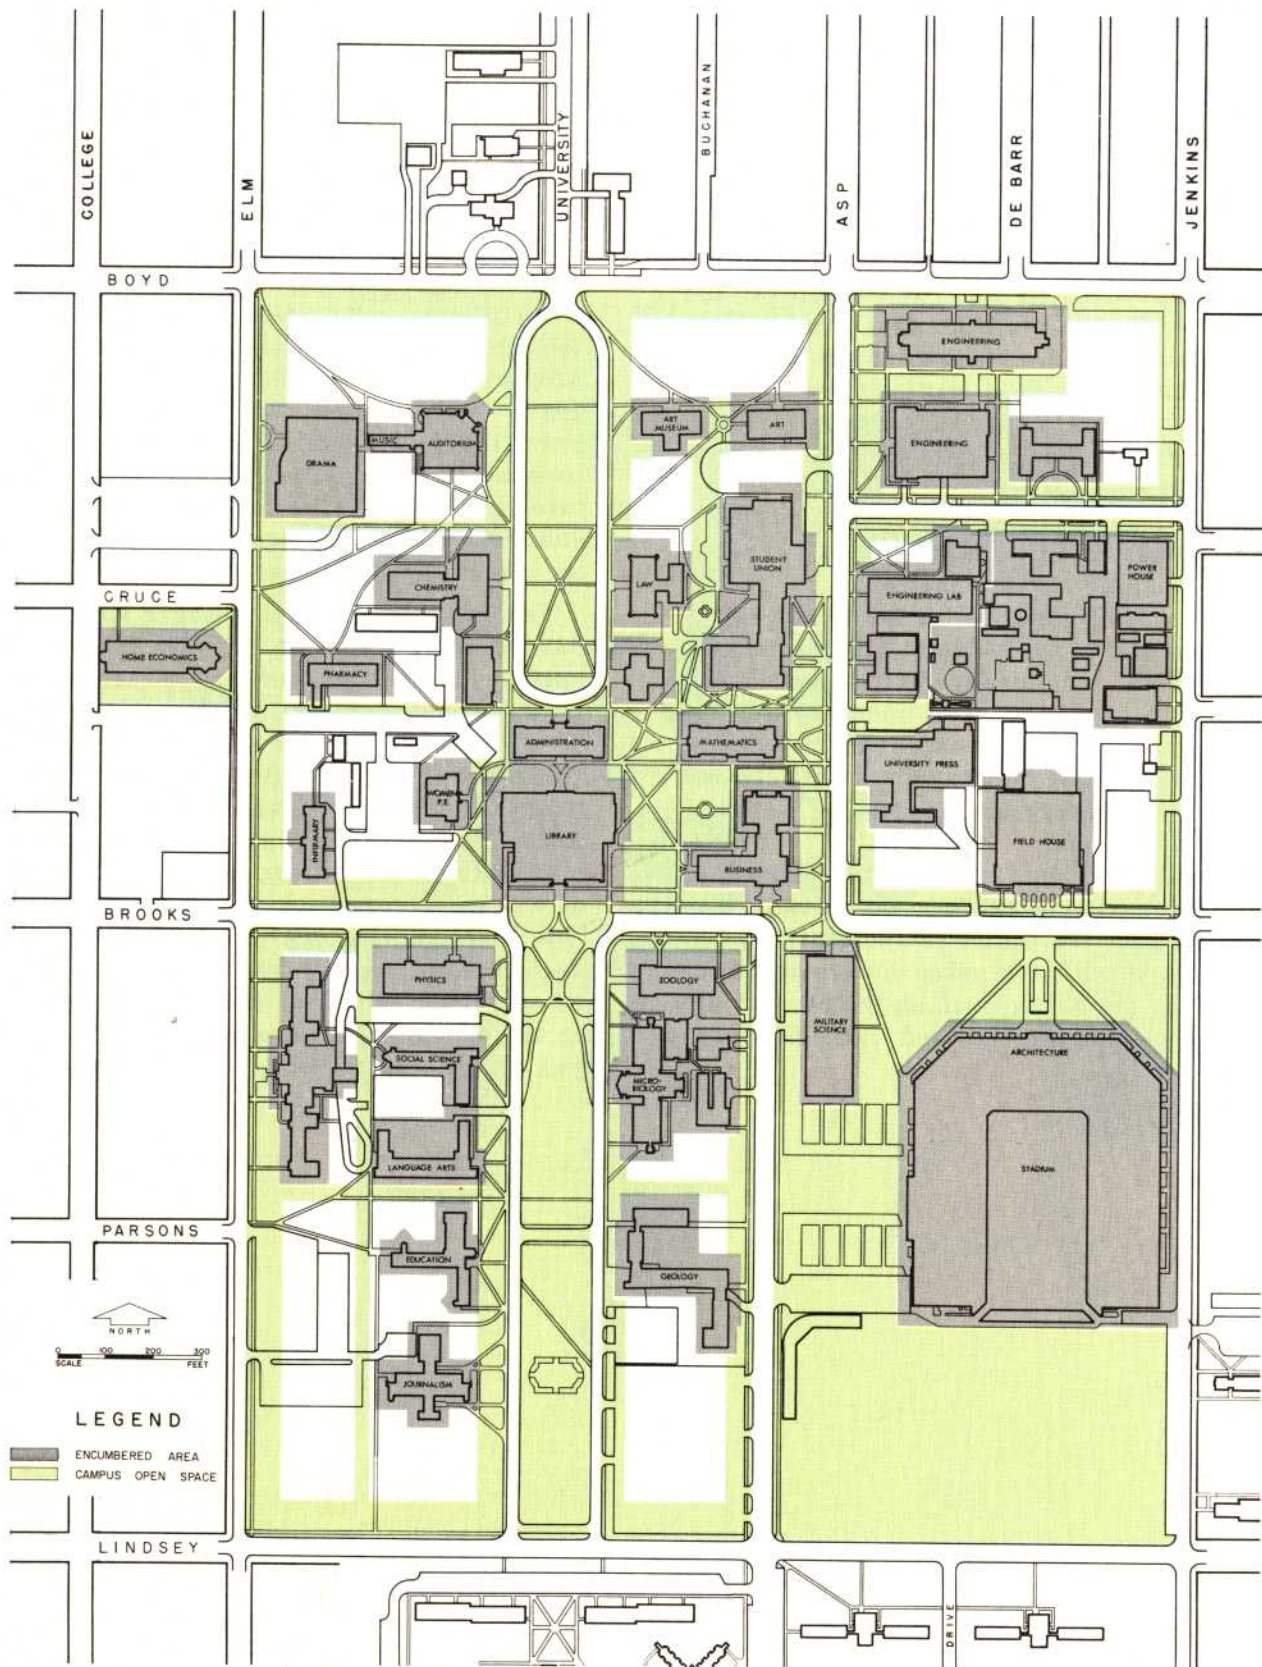 COLLEGE
ELM
UNIVERSITY
BUCHANAN
ASP
DE BARR
JENKINS
BOYD
ENGINEERING
ART
MUSEUM
ART
MUSIC
AUDITORIUM
DRAMA
ENGINEERING
CHEMISTRY
LAW
STUDENT
UNION
POWER
HOUSE
CRUCE
ENGINEERING LAB
HOME ECONOMICS
PHARMACY
ADMINISTRATION
MATHEMATICS
UNIVERSITY PRESS
WOMEN
P.E.
INFIRMARY
LIBRARY
FIELD HOUSE
BUSINESS
BROOKS
PHYSICS
ZOOLOGY
MILITARY
SCIENCE
SOCIAL SCIENCE
ARCHITECTURE
MICRO-
BIOLOGY
LANGUAGE ARTS
STADIUM
PARSONS
EDUCATION
GEOLOGY
NORTH
0 100 200 300
SCALE FEET
JOURNALISM
LEGEND
ENCUMBERED AREA
CAMPUS OPEN SPACE
LINDSEY
DRIVE